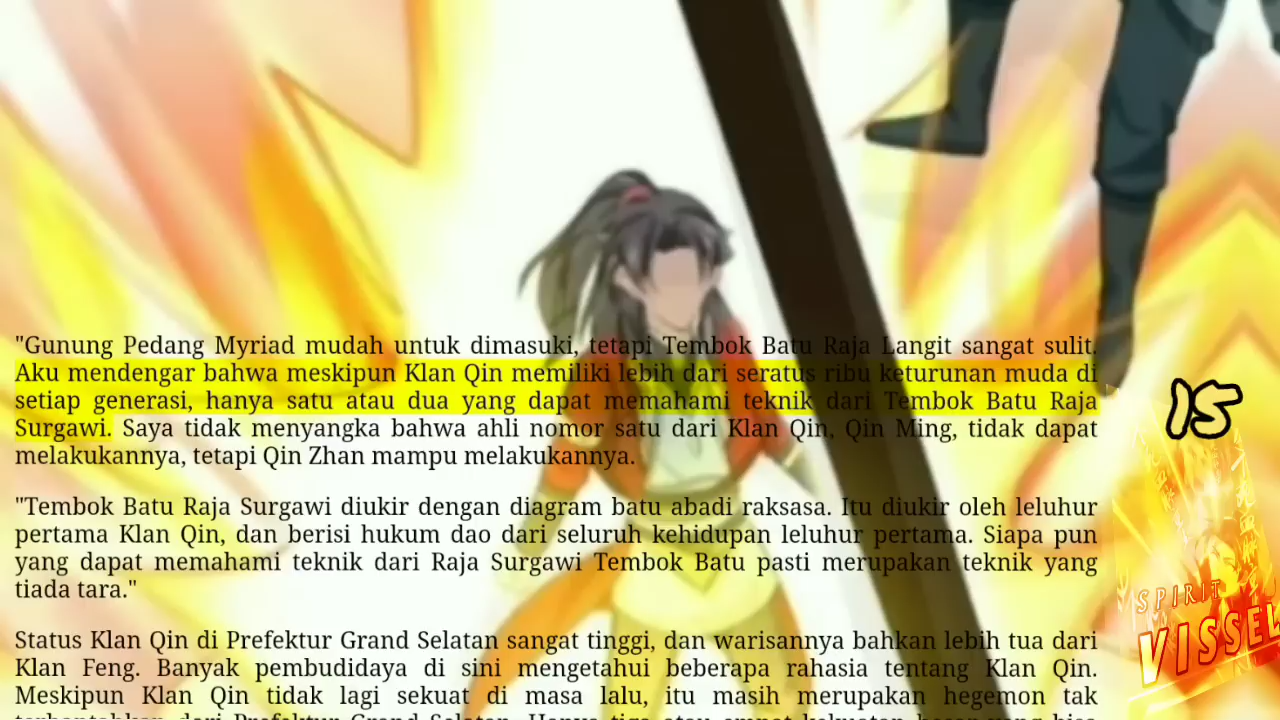 "Gunung Pedang Myriad mudah untuk dimasuki, tetapi Tembok Batu Raja Langit sangat sulit.
Aku mendengar bahwa meskipun Klan Qin memiliki lebih dari seratus ribu keturunan muda di
setiap generasi, hanya satu atau dua yang dapat memahami teknik dari Tembok Batu Raja
Surgawi. Saya tidak menyangka bahwa ahli nomor satu dari Klan Qin, Qin Ming, tidak dapat
melakukannya, tetapi Qin Zhan mampu melakukannya.
"Tembok Batu Raja Surgawi diukir dengan diagram batu abadi raksasa. Itu diukir oleh leluhur
pertama Klan Qin, dan berisi hukum dao dari seluruh kehidupan leluhur pertama. Siapa pun
yang dapat memahami teknik dari Raja Surgawi Tembok Batu pasti merupakan teknik yang
tiada tara."
Status Klan Qin di Prefektur Grand Selatan sangat tinggi, dan warisannya bahkan lebih tua dari
Klan Feng. Banyak pembudidaya di sini mengetahui beberapa rahasia tentang Klan Qin.
Meskipun Klan Qin tidak lagi sekuat di masa lalu, itu masih merupakan hegemon tak
15
SPIRIT
VISSEL